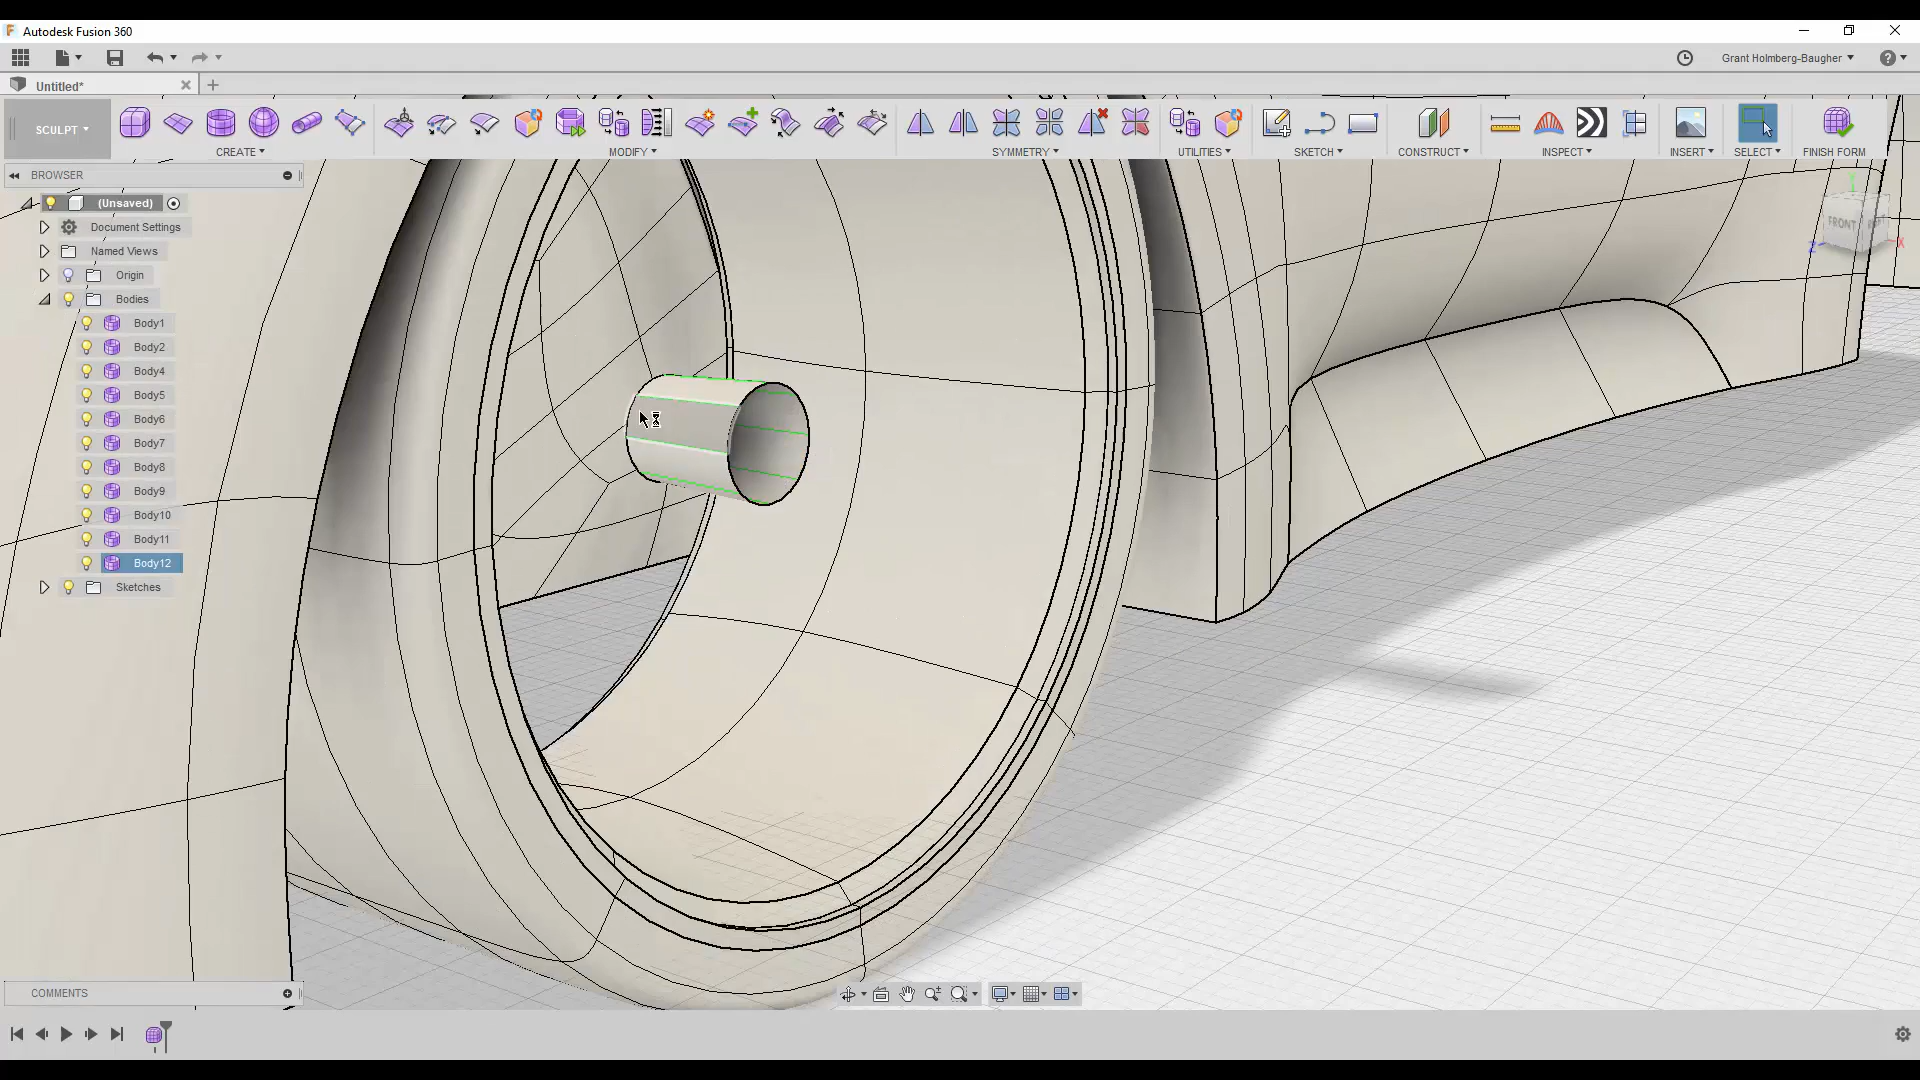 Autodesk Fusion 360
Grant Holmberg-Baugher
Untitled*
SCULPT
CREATE
MODIFY
SYMMETRY
UTILITIES
SKETCH
CONSTRUCT
INSPECT
INSERT
SELECT
FINISH FORM
BROWSER
(Unsaved)
Document Settings
Named Views
Origin
Bodies
Body1
Body2
Body4
Body5
Body6
Body7
Body8
Body9
Body10
Body11
Body12
Sketches
Y
FRONT
Z
X
COMMENTS